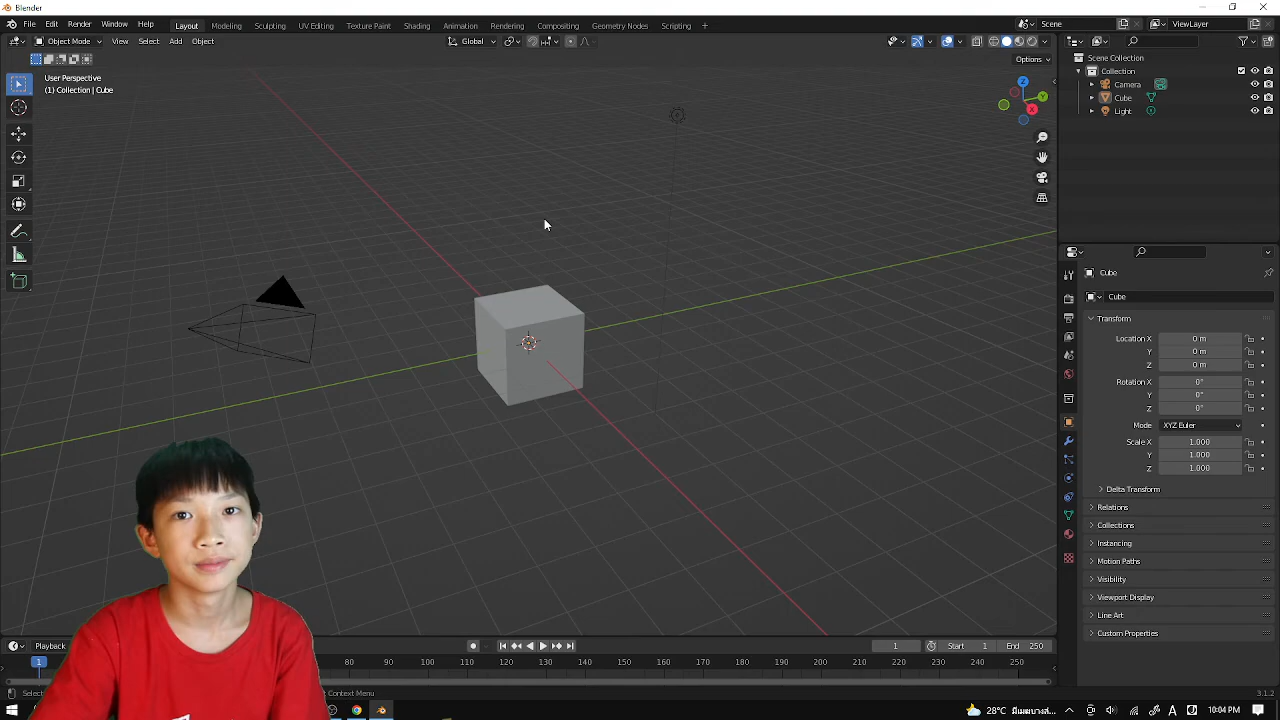 Blender
File Edit Render Window Help Layout Modeling Sculpting UV Editing Texture Paint Shading Animation Rendering Compositing Geometry Nodes Scripting + Scene ViewLayer
Object Mode View Select Add Object Global
Options
User Perspective
(1) Collection | Cube
Z
Y
X
Scene Collection
Collection
Camera
Cube
Light
Cube
Cube
Transform
Location X 0 m
Y 0 m
Z 0 m
Rotation X 0°
Y 0°
Z 0°
Mode XYZ Euler
Scale X 1.000
Y 1.000
Z 1.000
Delta Transform
Relations
Collections
Instancing
Motion Paths
Visibility
Viewport Display
Line Art
Custom Properties
Playback 1 Start 1 End 250
1 80 90 100 110 120 130 140 150 160 170 180 190 200 210 220 230 240 250
Select Context Menu 3.1.2
28°C A 10:04 PM